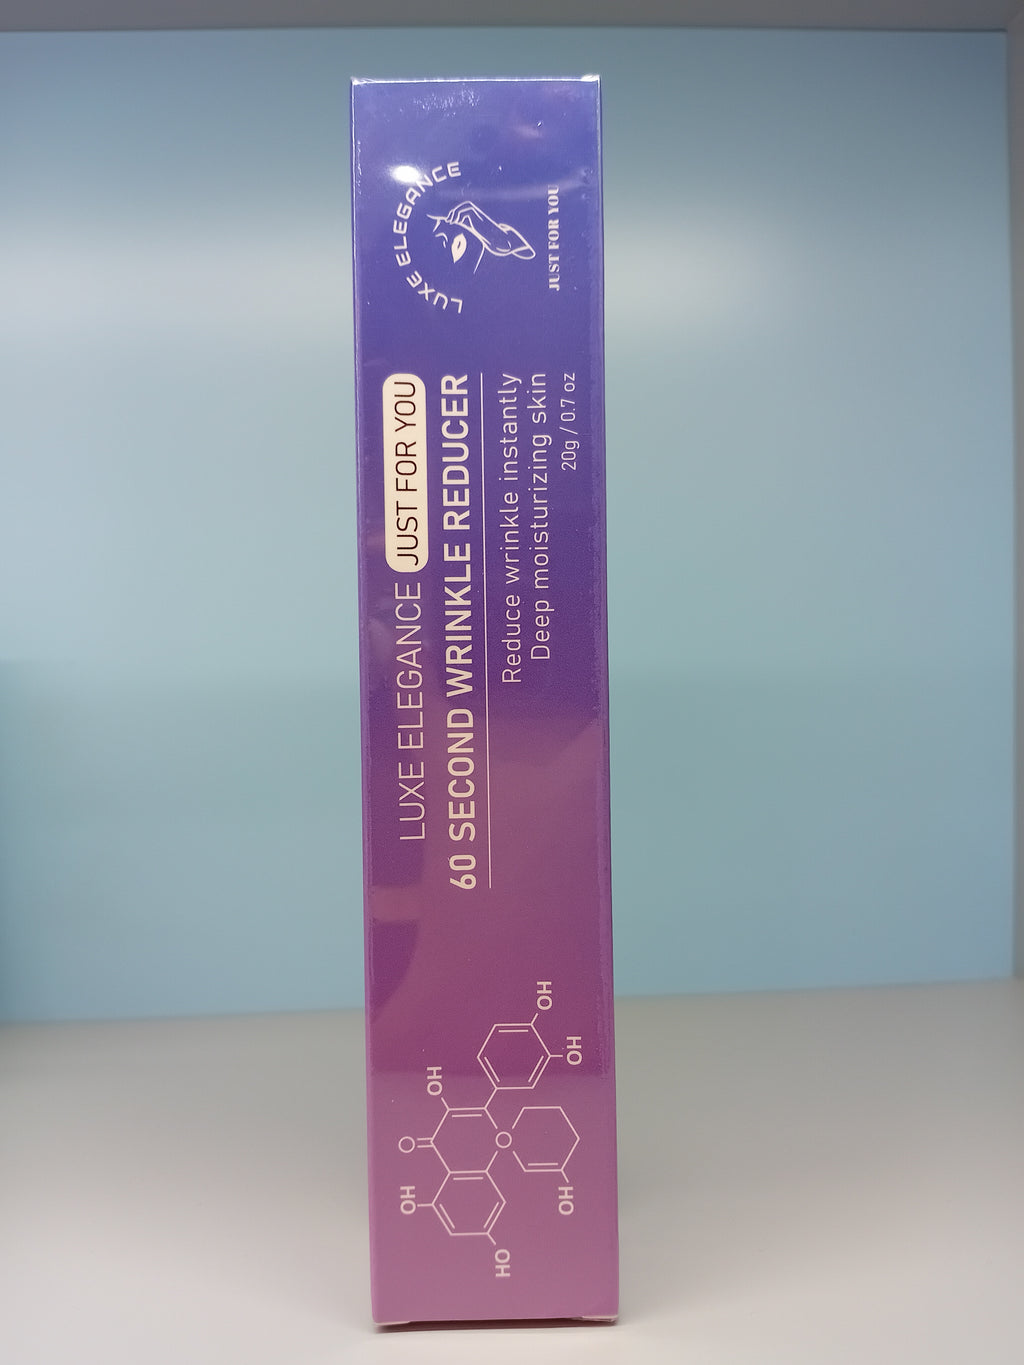 LUXE ELEGANCE
JUST FOR YOU
LUXE ELEGANCE JUST FOR YOU
60 SECOND WRINKLE REDUCER
Reduce wrinkle instantly
Deep moisturizing skin
20g / 0.7 oz
OH
O
OH
OH
OH
O
OH
OH